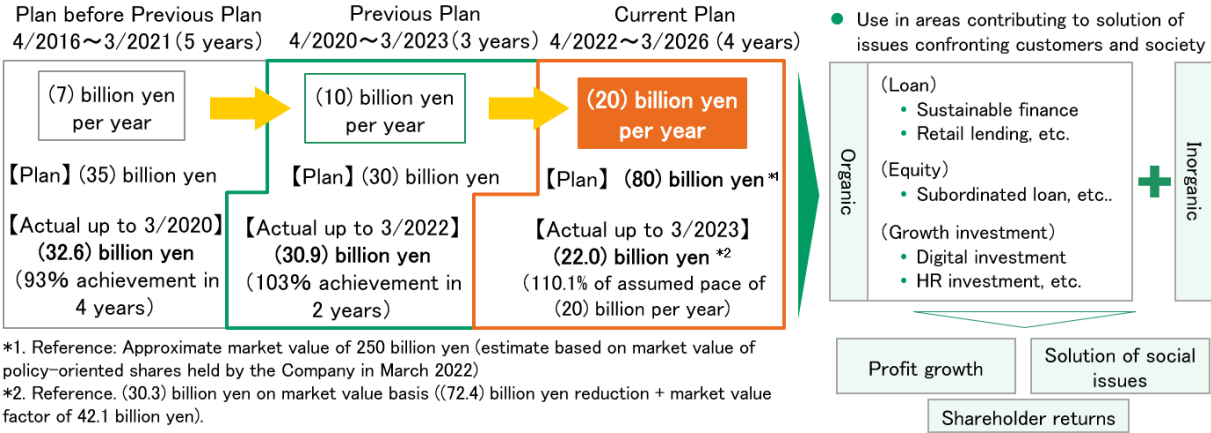 Plan before Previous Plan
4/2016～3/2021(5 years)
Previous Plan
4/2020～3/2023(3 years)
Current Plan
4/2022～3/2026 (4 years)
(7) billion yen
per year
(10) billion yen
per year
(20) billion yen
per year
【Plan】(35) billion yen
【Plan】(30) billion yen
【Plan】 (80) billion yen *1
【Actual up to 3/2020】
(32.6) billion yen
(93% achievement in
4 years)
【Actual up to 3/2022】
(30.9) billion yen
(103% achievement in
2 years)
【Actual up to 3/2023】
(22.0) billion yen *2
(110.1% of assumed pace of
(20) billion per year)
*1. Reference: Approximate market value of 250 billion yen (estimate based on market value of
policy-oriented shares held by the Company in March 2022)
*2. Reference. (30.3) billion yen on market value basis ((72.4) billion yen reduction + market value
factor of 42.1 billion yen).
● Use in areas contributing to solution of
issues confronting customers and society
Organic
(Loan)
• Sustainable finance
• Retail lending, etc.
(Equity)
• Subordinated loan, etc..
(Growth investment)
• Digital investment
• HR investment, etc.
Inorganic
Profit growth
Solution of social
issues
Shareholder returns